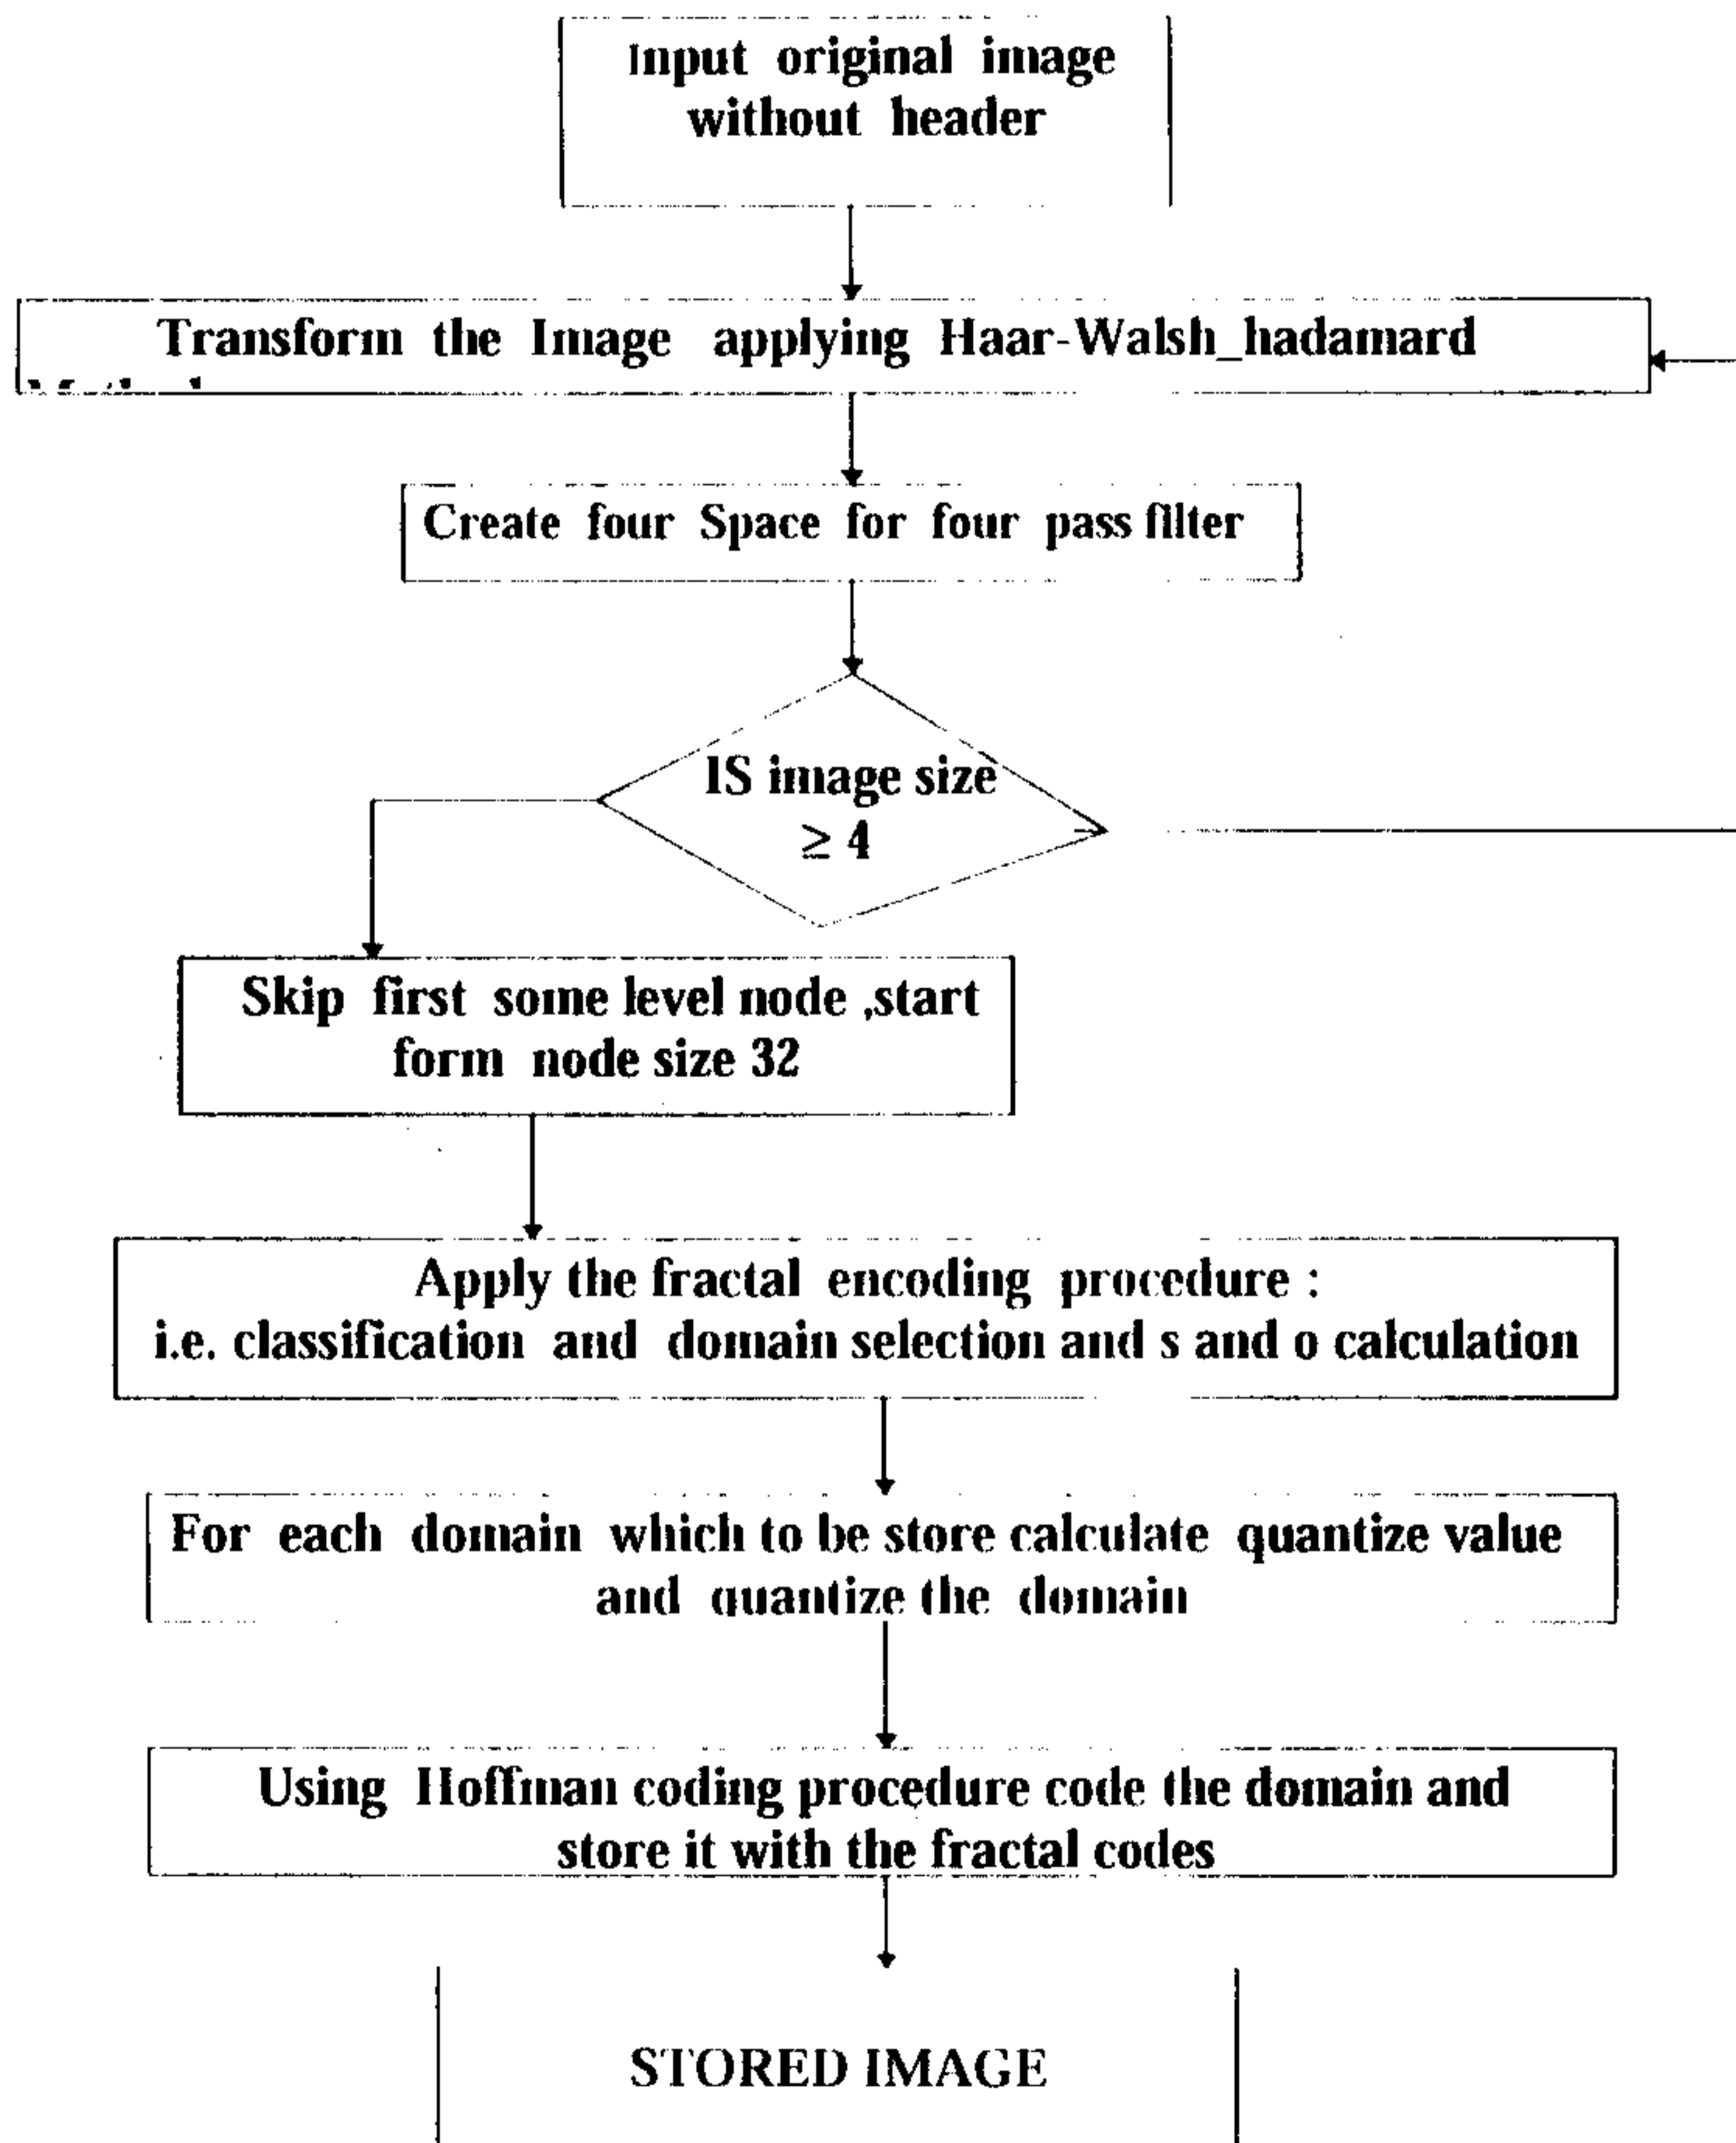 Input original image
without header
Transform the Image applying Haar-Walsh_hadamard
Create four Space for four pass filter
IS image size
≥ 4
Skip first some level node ,start
form node size 32
Apply the fractal encoding procedure :
i.e. classification and domain selection and s and o calculation
For each domain which to be store calculate quantize value
and quantize the domain
Using Hoffman coding procedure code the domain and
store it with the fractal codes
STORED IMAGE